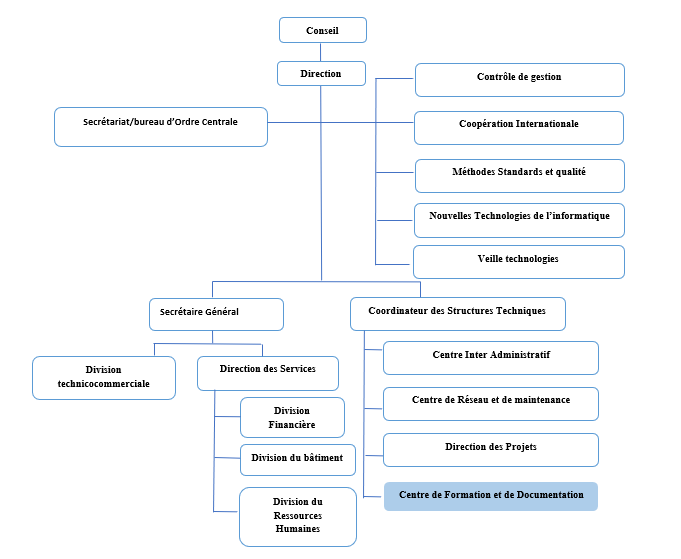 Conseil
Direction
Contrôle de gestion
Secrétariat/bureau d'Ordre Centrale
Coopération Internationale
Méthodes Standards et qualité
Nouvelles Technologies de l'informatique
Veille technologies
Secrétaire Général
Coordinateur des Structures Techniques
Division
technicocommerciale
Direction des Services
Division
Financière
Division du bâtiment
Division du
Ressources
Humaines
Centre Inter Administratif
Centre de Réseau et de maintenance
Direction des Projets
Centre de Formation et de Documentation